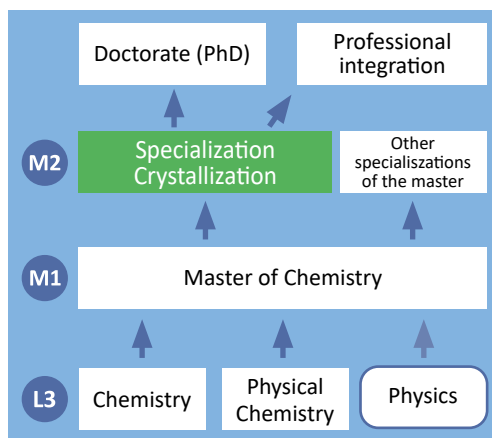 Doctorate (PhD)
Professional
integration
M2
Specialization
Crystallization
Other
specialiszations
of the master
M1
Master of Chemistry
L3
Chemistry
Physical
Chemistry
Physics